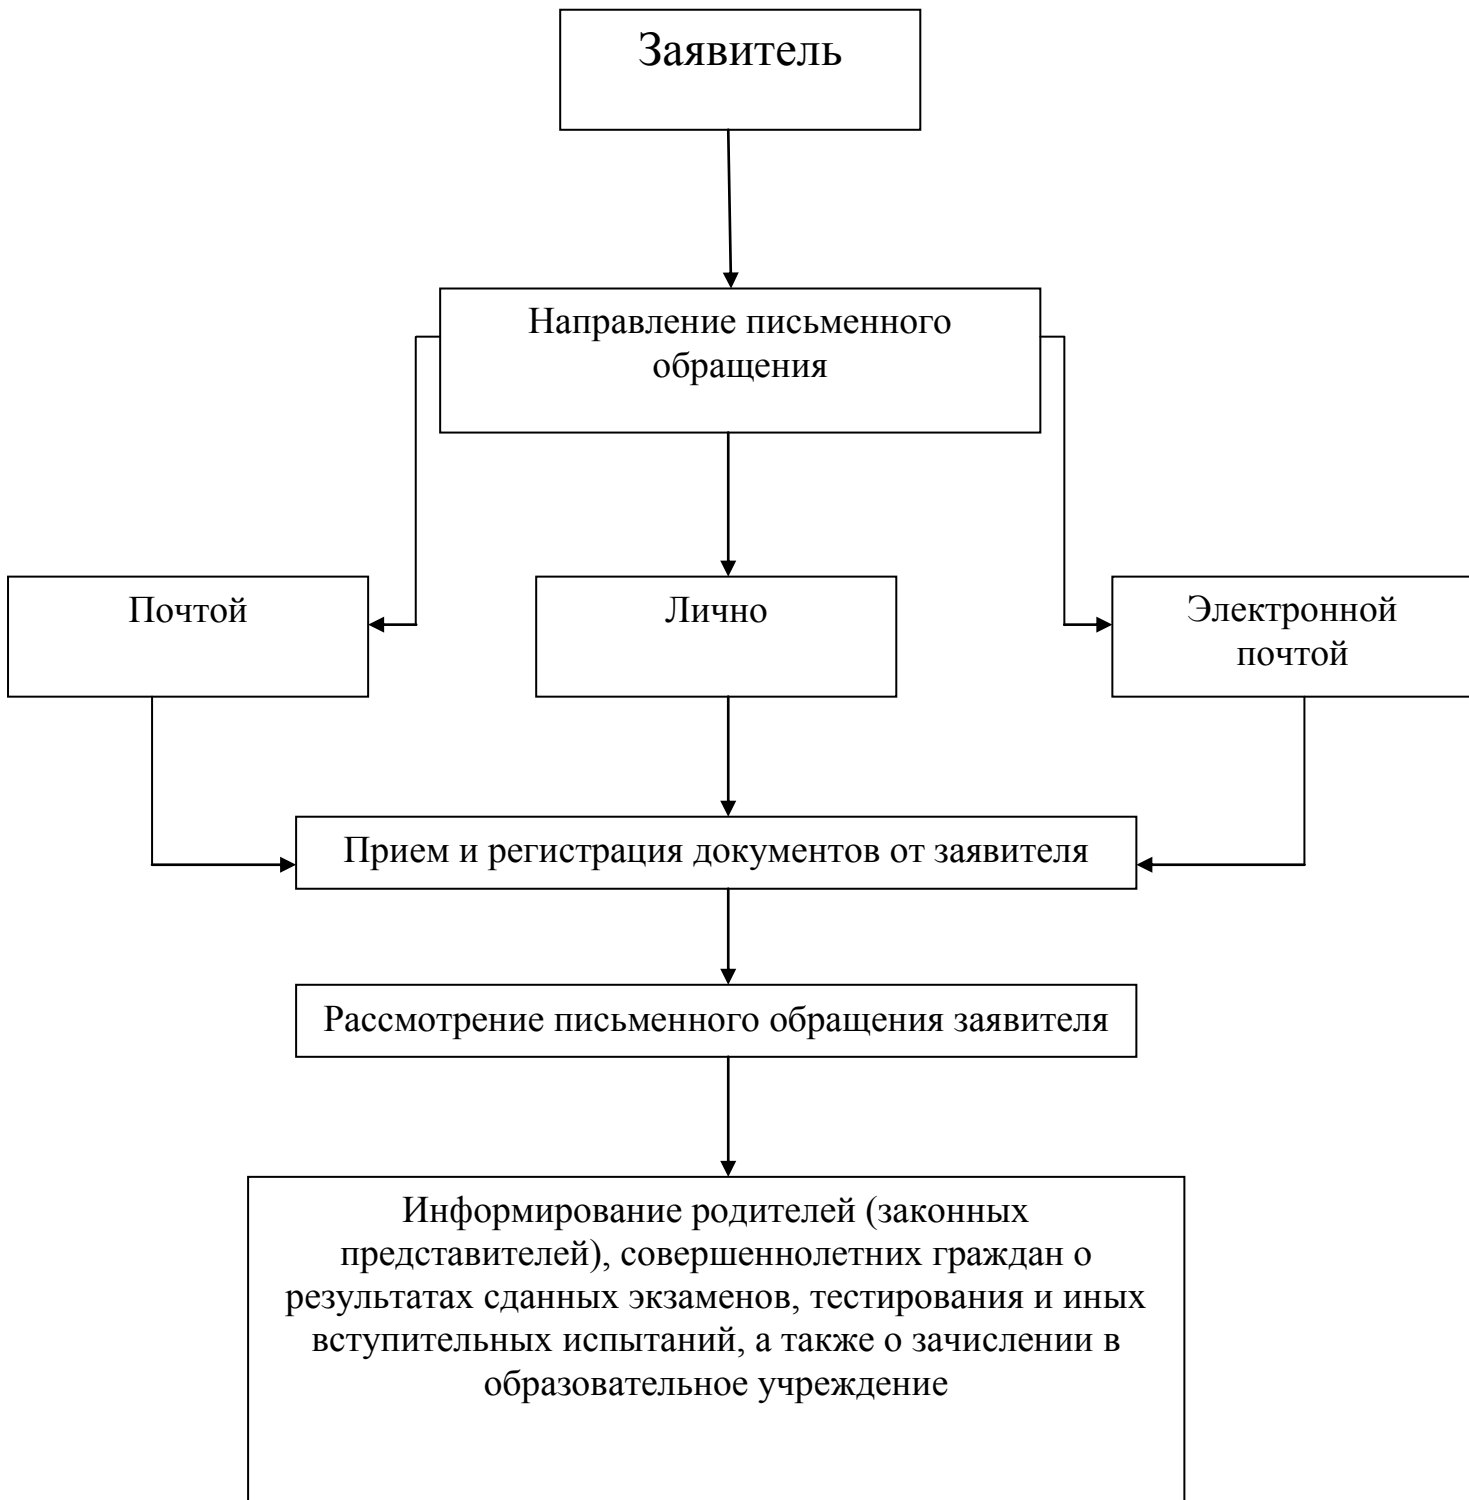 Заявитель
Направление письменного
обращения
Почтой
Лично
Электронной
почтой
Прием и регистрация документов от заявителя
Рассмотрение письменного обращения заявителя
Информирование родителей (законных
представителей), совершеннолетних граждан о
результатах сданных экзаменов, тестирования и иных
вступительных испытаний, а также о зачислении в
образовательное учреждение